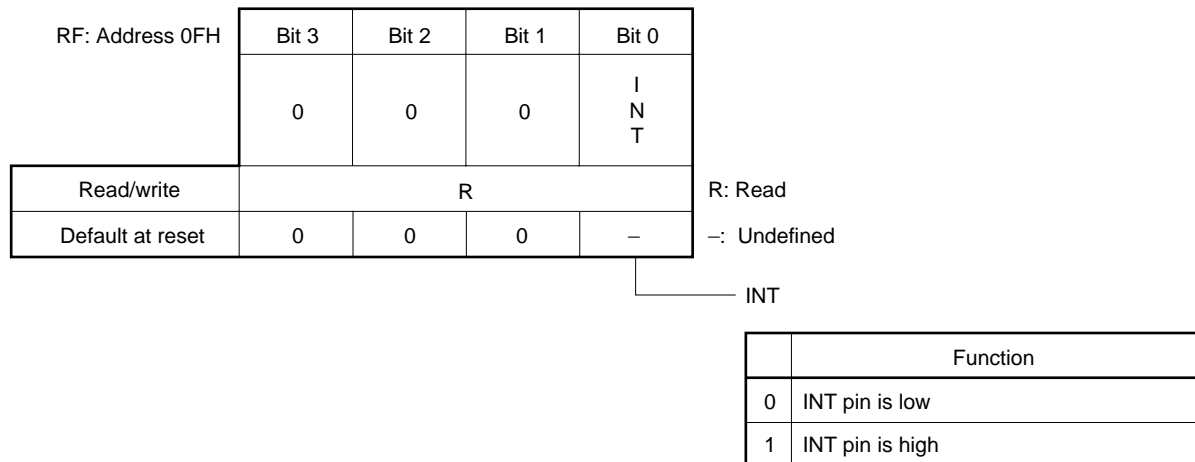 RF: Address 0FH Bit 3 Bit 2 Bit 1 Bit 0
0 0 0 INT
Read/write R R: Read
Default at reset 0 0 0 – –: Undefined
INT
Function
0 INT pin is low
1 INT pin is high